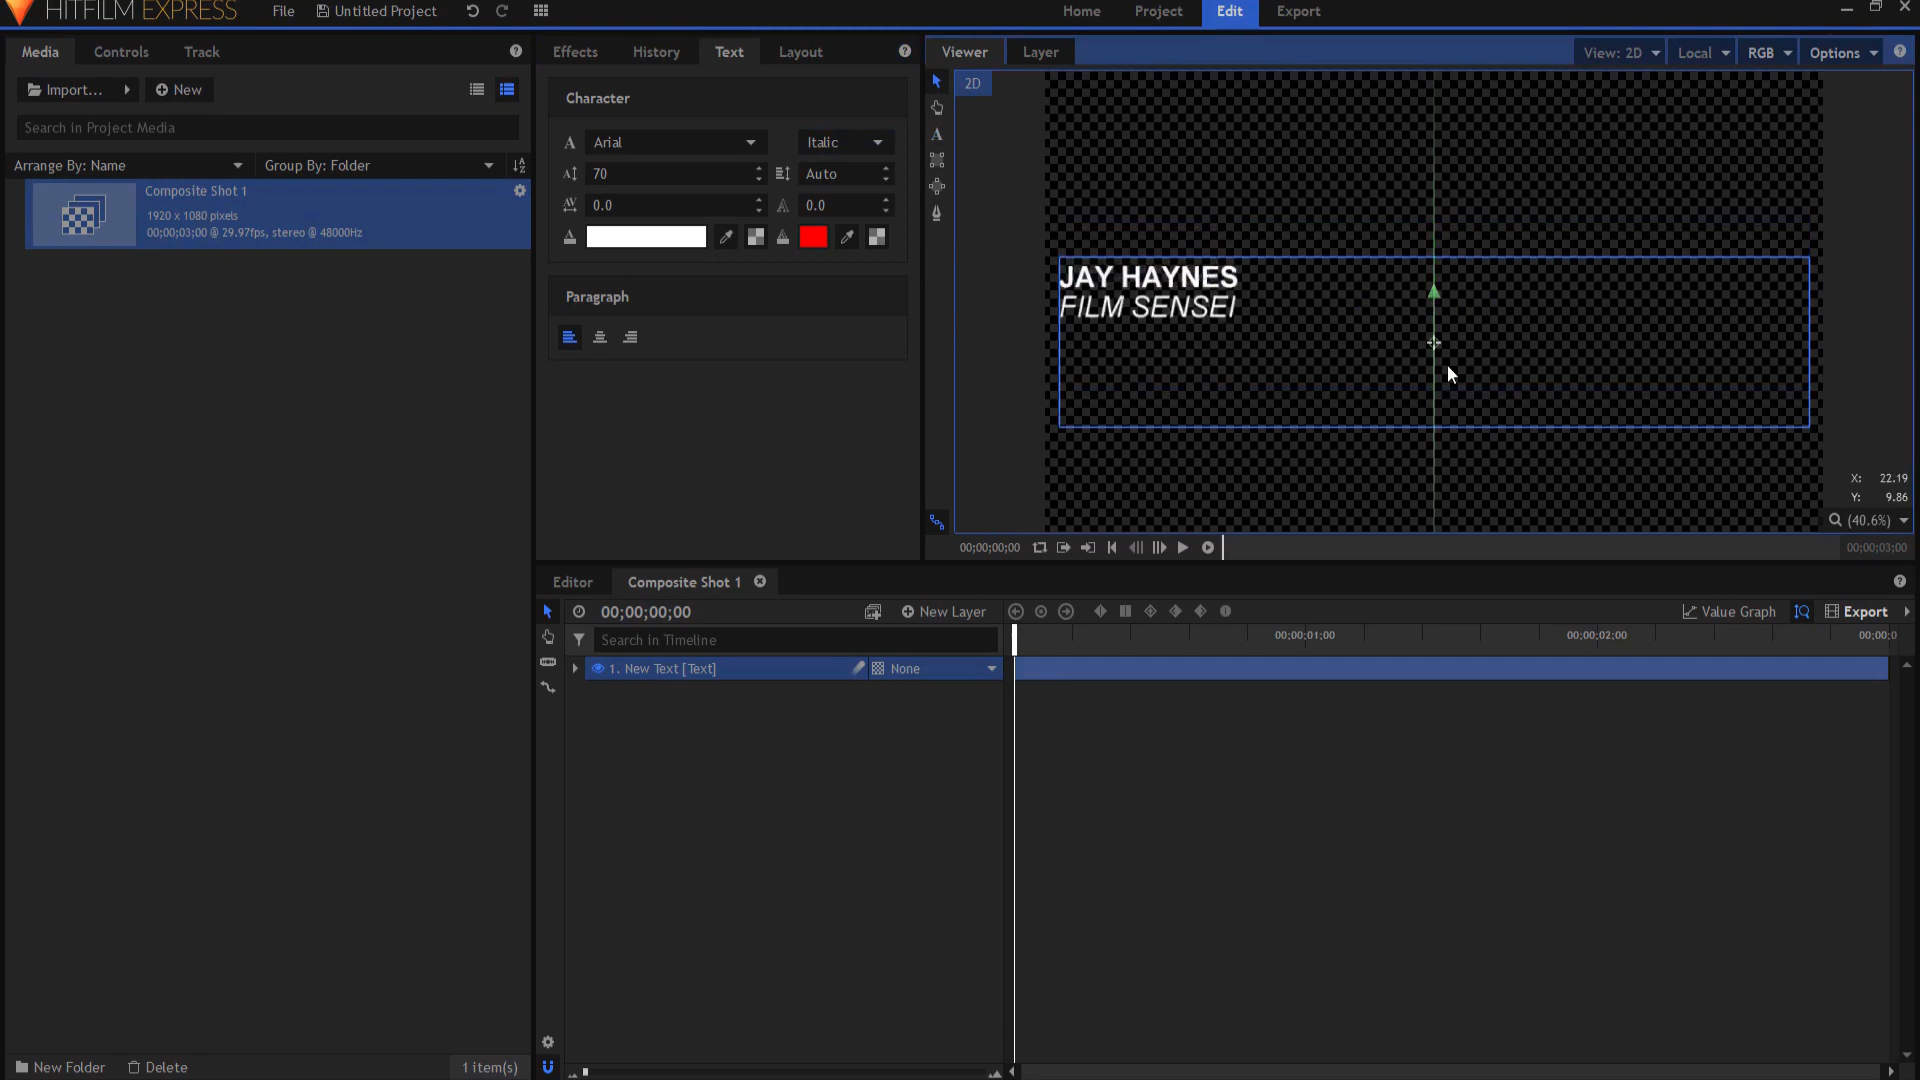 HITFILM EXPRESS
File
Untitled Project
Home
Project
Edit
Export
Media
Controls
Track
Import...
New
Search in Project Media
Arrange By: Name
Group By: Folder
Composite Shot 1
1920 x 1080 pixels
00;00;03;00 @ 29.97fps, stereo @ 48000Hz
New Folder
Delete
1 item(s)
Effects
History
Text
Layout
Character
Arial
Italic
70
Auto
0.0
0.0
Paragraph
Viewer
Layer
View: 2D
Local
RGB
Options
2D
JAY HAYNES
FILM SENSEI
X: 22.19
Y: 9.86
(40.6%)
00;00;00;00
00;00;03;00
Editor
Composite Shot 1
00;00;00;00
New Layer
Value Graph
Export
Search in Timeline
00;00;01;00
00;00;02;00
00;00;0
1. New Text [Text]
None